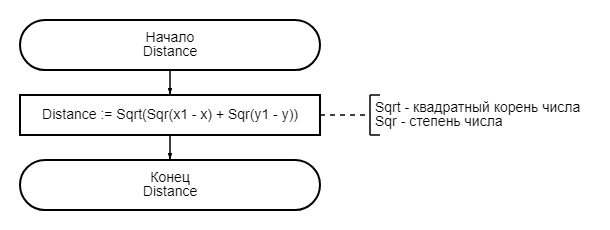 Начало
Distance
Distance := Sqrt(Sqr(x1 - x) + Sqr(y1 - y))
Sqrt - квадратный корень числа
Sqr - степень числа
Конец
Distance